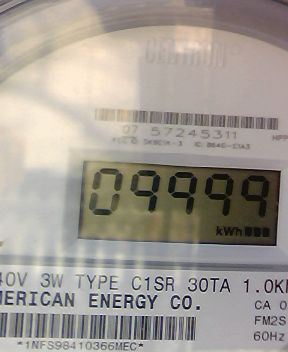 CENTRON
07 57245311
09999
kWh
40V 3W TYPE C1SR 30TA 1.0K
MERICAN ENERGY CO.
CA 0
FM2S
60Hz
*1NFS98410366MEC*